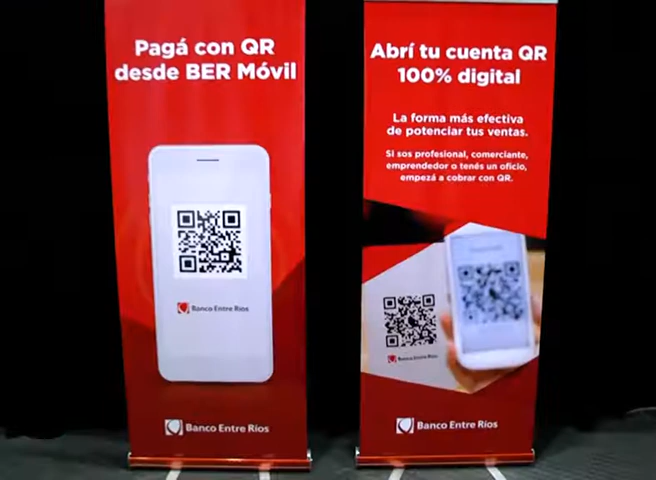 Pagá con QR
desde BER Móvil
Banco Entre Ríos
Banco Entre Ríos
Abrí tu cuenta QR
100% digital
La forma más efectiva
de potenciar tus ventas.
Si sos profesional, comerciante,
emprendedor o tenés un oficio,
empezá a cobrar con QR.
Banco Entre Ríos
Banco Entre Ríos